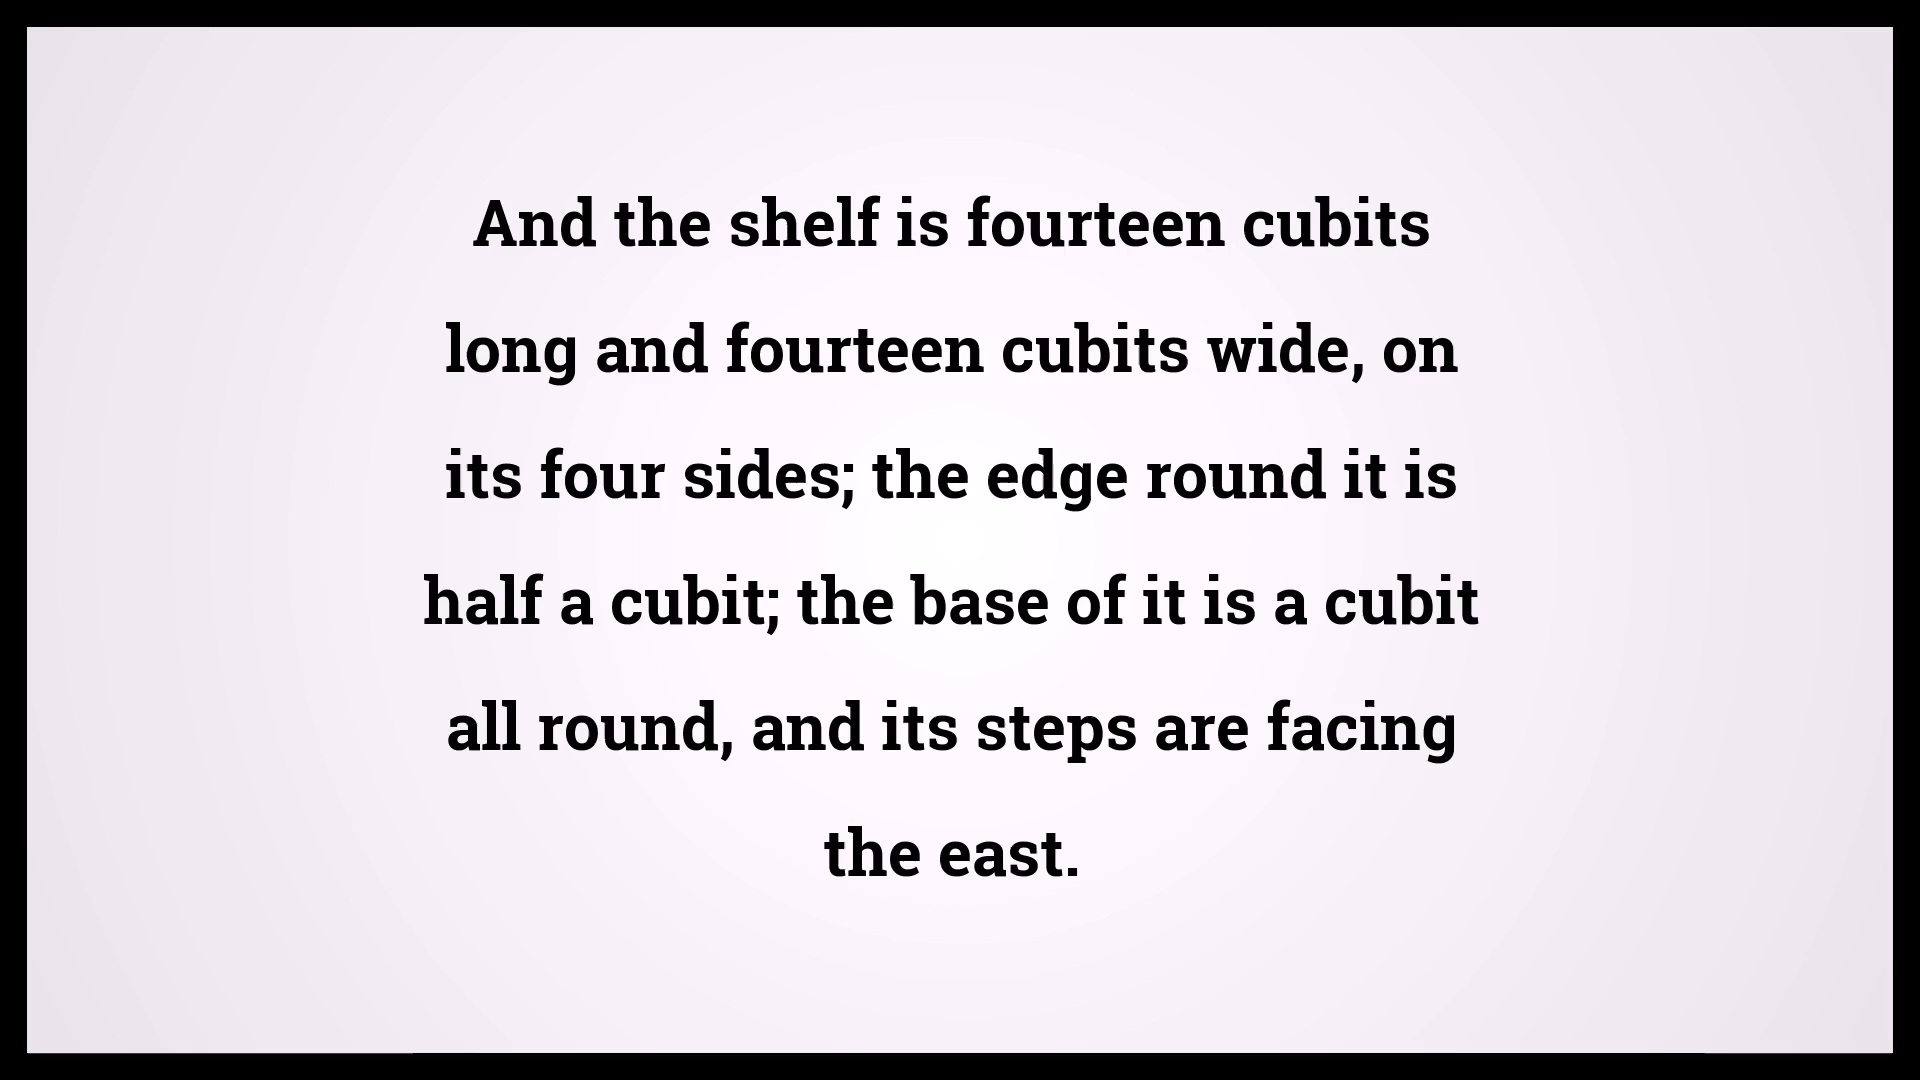 And the shelf is fourteen cubits
long and fourteen cubits wide, on
its four sides; the edge round it is
half a cubit; the base of it is a cubit
all round, and its steps are facing
the east.